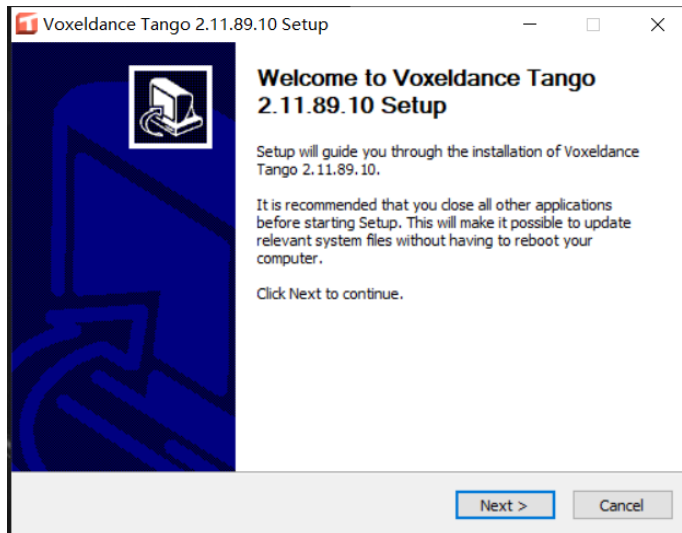 Voxeldance Tango 2.11.89.10 Setup
Welcome to Voxeldance Tango
2.11.89.10 Setup
Setup will guide you through the installation of Voxeldance
Tango 2.11.89.10.
It is recommended that you close all other applications
before starting Setup. This will make it possible to update
relevant system files without having to reboot your
computer.
Click Next to continue.
Next >
Cancel